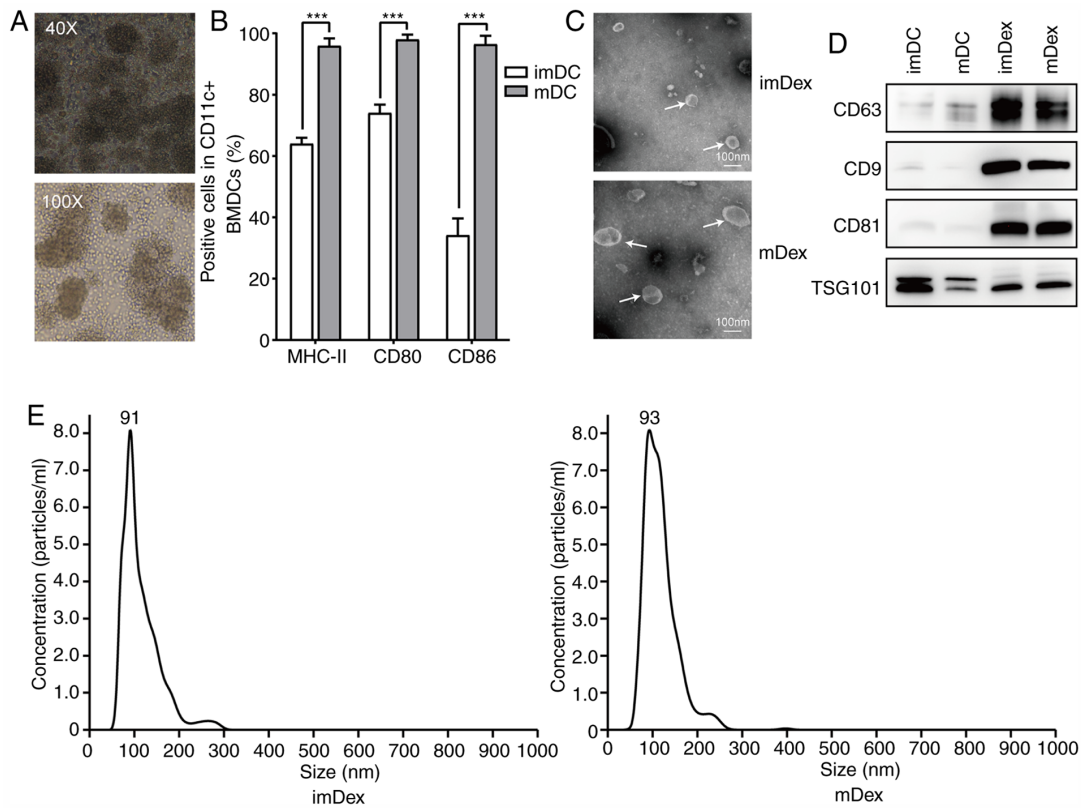 A
40X
100X
B
Positive cells in CD11c+
BMDCs (%)
100
80
60
40
20
0
***
***
***
imDC
mDC
MHC-II
CD80
CD86
C
100nm
imDex
100nm
mDex
D
imDC
mDC
imDex
mDex
CD63
CD9
CD81
TSG101
E
91
Concentration (particles/ml)
8.0
7.0
6.0
5.0
4.0
3.0
2.0
1.0
0
0 100 200 300 400 500 600 700 800 900 1000
Size (nm)
imDex
93
Concentration (particles/ml)
8.0
7.0
6.0
5.0
4.0
3.0
2.0
1.0
0
0 100 200 300 400 500 600 700 800 900 1000
Size (nm)
mDex